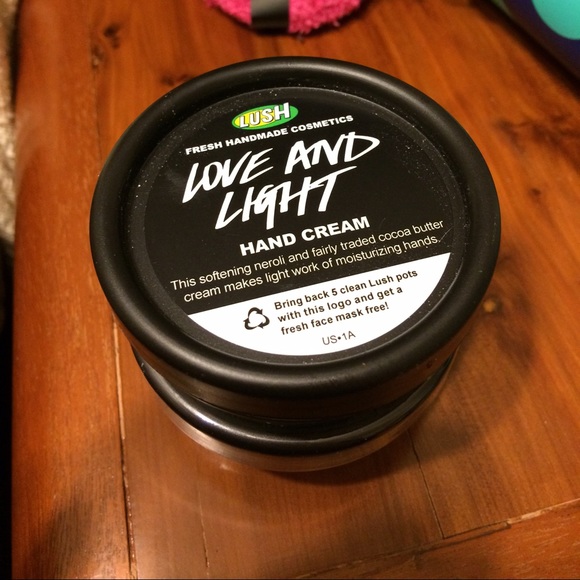 LUSH
FRESH HANDMADE COSMETICS
LOVE AND
LIGHT
HAND CREAM
This softening neroli and fairly traded cocoa butter
cream makes light work of moisturizing hands.
Bring back 5 clean Lush pots
with this logo and get a
fresh face mask free!
US•1A